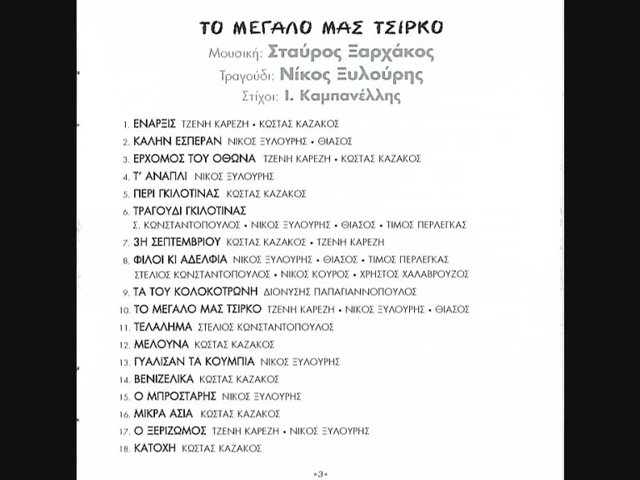 ΤΟ ΜΕΓΑΛΟ ΜΑΣ ΤΣΙΡΚΟ
Μουσική: Σταύρος Ξαρχάκος
Τραγούδι: Νίκος Ξυλούρης
Στίχοι: Ι. Καμπανέλλης
1. ΕΝΑΡΞΙΣ ΤΖΕΝΗ ΚΑΡΕΖΗ • ΚΩΣΤΑΣ ΚΑΖΑΚΟΣ
2. ΚΑΛΗΝ ΕΣΠΕΡΑΝ ΝΙΚΟΣ ΞΥΛΟΥΡΗΣ • ΘΙΑΣΟΣ
3. ΕΡΧΟΜΟΣ ΤΟΥ ΟΘΩΝΑ ΤΖΕΝΗ ΚΑΡΕΖΗ • ΚΩΣΤΑΣ ΚΑΖΑΚΟΣ
4. Τ' ΑΝΑΠΛΙ ΝΙΚΟΣ ΞΥΛΟΥΡΗΣ
5. ΠΕΡΙ ΓΚΙΛΟΤΙΝΑΣ ΚΩΣΤΑΣ ΚΑΖΑΚΟΣ
6. ΤΡΑΓΟΥΔΙ ΓΚΙΛΟΤΙΝΑΣ
Σ. ΚΩΝΣΤΑΝΤΟΠΟΥΛΟΣ • ΝΙΚΟΣ ΞΥΛΟΥΡΗΣ • ΘΙΑΣΟΣ • ΤΙΜΟΣ ΠΕΡΛΕΓΚΑΣ
7. 3Η ΣΕΠΤΕΜΒΡΙΟΥ ΚΩΣΤΑΣ ΚΑΖΑΚΟΣ • ΤΖΕΝΗ ΚΑΡΕΖΗ
8. ΦΙΛΟΙ ΚΙ ΑΔΕΛΦΙΑ ΝΙΚΟΣ ΞΥΛΟΥΡΗΣ • ΘΙΑΣΟΣ • ΤΙΜΟΣ ΠΕΡΛΕΓΚΑΣ
ΣΤΕΛΙΟΣ ΚΩΝΣΤΑΝΤΟΠΟΥΛΟΣ • ΝΙΚΟΣ ΚΟΥΡΟΣ • ΧΡΗΣΤΟΣ ΧΑΛΑΒΡΟΥΖΟΣ
9. ΤΑ ΤΟΥ ΚΟΛΟΚΟΤΡΩΝΗ ΔΙΟΝΥΣΗΣ ΠΑΠΑΓΙΑΝΝΟΠΟΥΛΟΣ
10. ΤΟ ΜΕΓΑΛΟ ΜΑΣ ΤΣΙΡΚΟ ΤΖΕΝΗ ΚΑΡΕΖΗ • ΝΙΚΟΣ ΞΥΛΟΥΡΗΣ • ΘΙΑΣΟΣ
11. ΤΕΛΑΛΗΜΑ ΣΤΕΛΙΟΣ ΚΩΝΣΤΑΝΤΟΠΟΥΛΟΣ
12. ΜΕΛΟΥΝΑ ΚΩΣΤΑΣ ΚΑΖΑΚΟΣ
13. ΓΥΑΛΙΣΑΝ ΤΑ ΚΟΥΜΠΙΑ ΝΙΚΟΣ ΞΥΛΟΥΡΗΣ
14. ΒΕΝΙΖΕΛΙΚΑ ΚΩΣΤΑΣ ΚΑΖΑΚΟΣ
15. Ο ΜΠΡΟΣΤΑΡΗΣ ΝΙΚΟΣ ΞΥΛΟΥΡΗΣ
16. ΜΙΚΡΑ ΑΣΙΑ ΚΩΣΤΑΣ ΚΑΖΑΚΟΣ
17. Ο ΞΕΡΙΖΩΜΟΣ ΤΖΕΝΗ ΚΑΡΕΖΗ • ΝΙΚΟΣ ΞΥΛΟΥΡΗΣ
18. ΚΑΤΟΧΗ ΚΩΣΤΑΣ ΚΑΖΑΚΟΣ
•3•